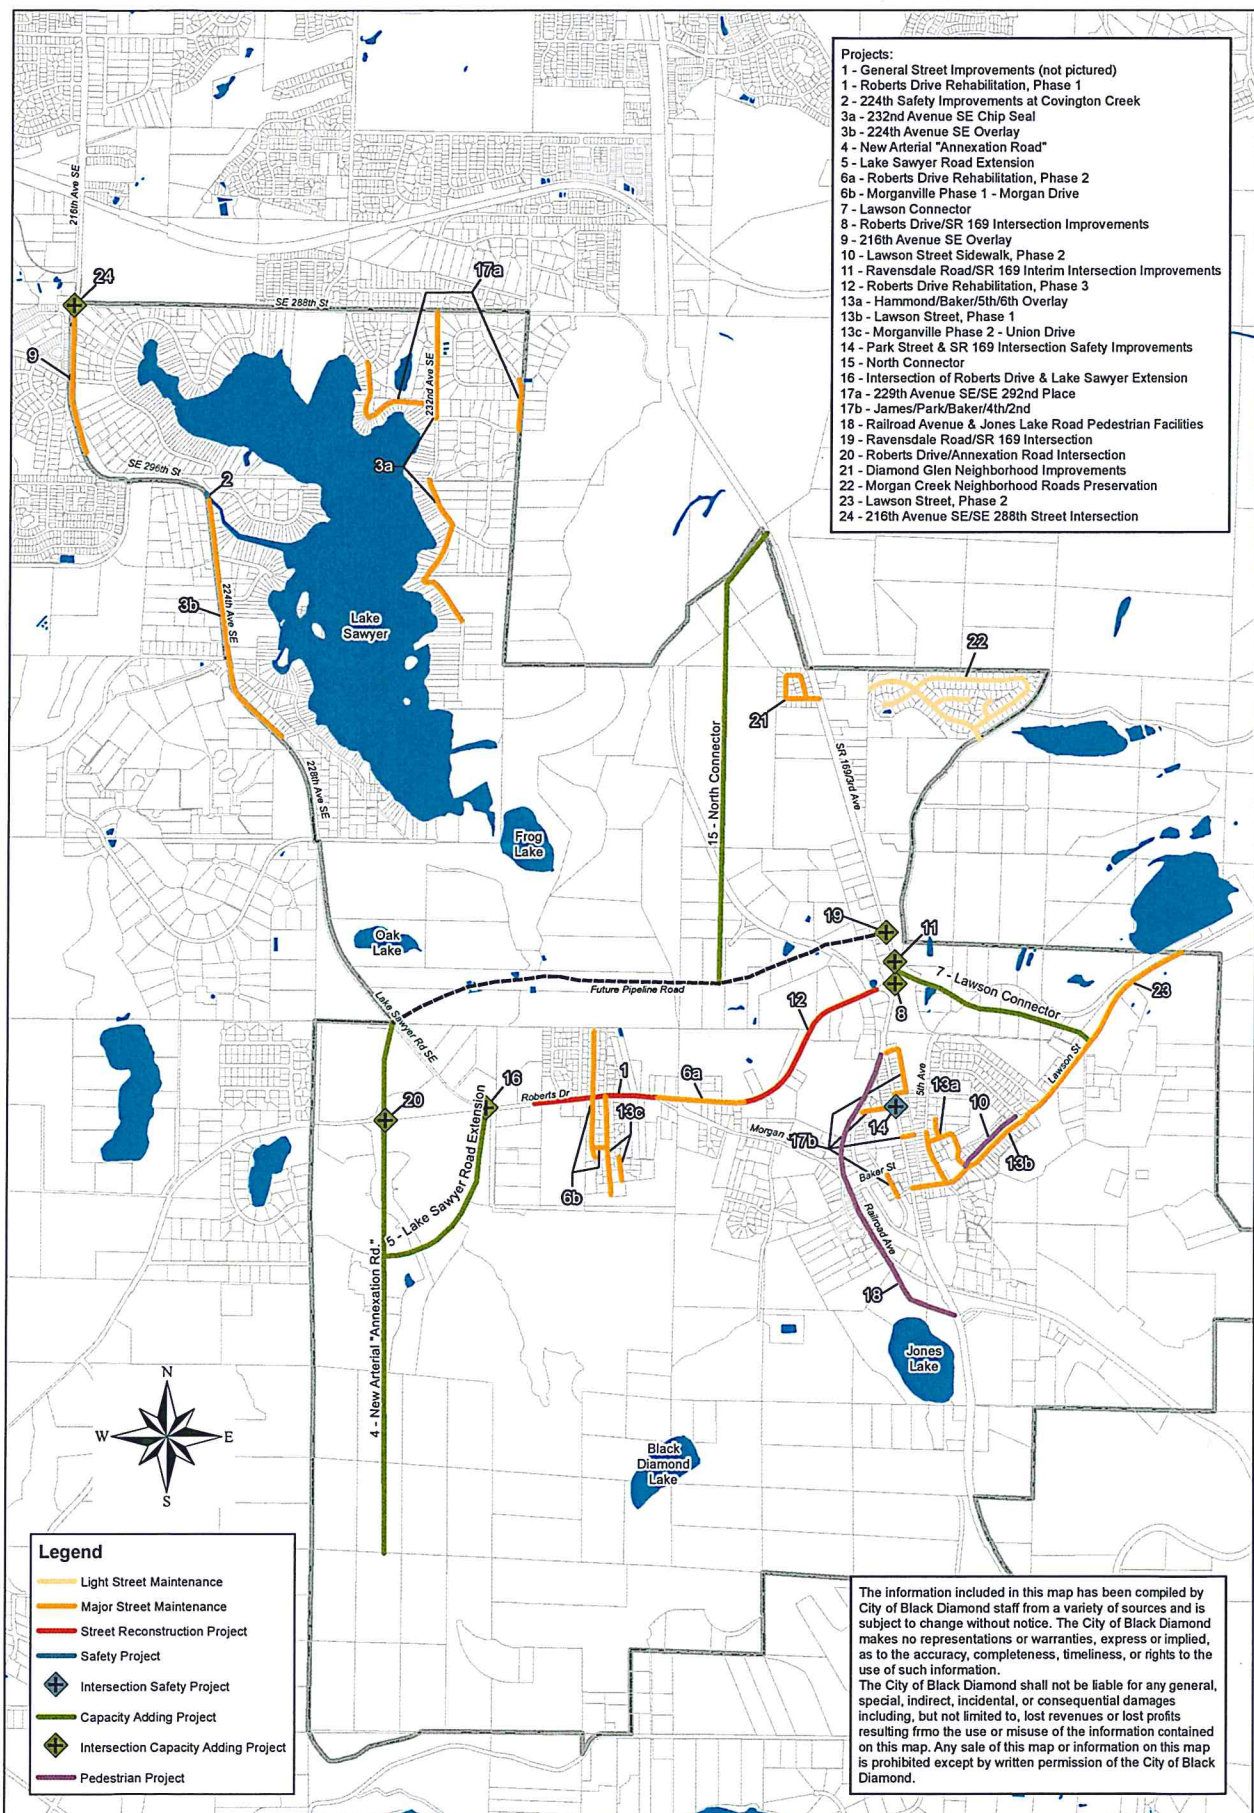 Projects:
1 - General Street Improvements (not pictured)
1 - Roberts Drive Rehabilitation, Phase 1
2 - 224th Safety Improvements at Covington Creek
3a - 232nd Avenue SE Chip Seal
3b - 224th Avenue SE Overlay
4 - New Arterial "Annexation Road"
5 - Lake Sawyer Road Extension
6a - Roberts Drive Rehabilitation, Phase 2
6b - Morganville Phase 1 - Morgan Drive
7 - Lawson Connector
8 - Roberts Drive/SR 169 Intersection Improvements
9 - 216th Avenue SE Overlay
10 - Lawson Street Sidewalk, Phase 2
11 - Ravensdale Road/SR 169 Interim Intersection Improvements
12 - Roberts Drive Rehabilitation, Phase 3
13a - Hammond/Baker/5th/6th Overlay
13b - Lawson Street, Phase 1
13c - Morganville Phase 2 - Union Drive
14 - Park Street & SR 169 Intersection Safety Improvements
15 - North Connector
16 - Intersection of Roberts Drive & Lake Sawyer Extension
17a - 229th Avenue SE/SE 292nd Place
17b - James/Park/Baker/4th/2nd
18 - Railroad Avenue & Jones Lake Road Pedestrian Facilities
19 - Ravensdale Road/SR 169 Intersection
20 - Roberts Drive/Annexation Road Intersection
21 - Diamond Glen Neighborhood Improvements
22 - Morgan Creek Neighborhood Roads Preservation
23 - Lawson Street, Phase 2
24 - 216th Avenue SE/SE 288th Street Intersection
216th Ave SE
24
17a
SE 288th St
9
232nd Ave SE
3a
SE 296th St
2
3b
224th Ave SE
Lake
Sawyer
22
21
228th Ave SE
15 - North Connector
SR 169/3rd Ave
Frog
Lake
19
11
Oak
Lake
7 - Lawson Connector
Future Pipeline Road
23
12
8
Lake Sawyer Rd SE
Lawson St
16
1
6a
5th Ave
13a
10
Roberts Dr
20
13c
14
Morgan
17b
13b
Baker St
6b
5 - Lake Sawyer Road Extension
Railroad Ave
18
4 - New Arterial "Annexation Rd."
Jones
Lake
N
W
E
S
Black
Diamond
Lake
Legend
Light Street Maintenance
Major Street Maintenance
Street Reconstruction Project
Safety Project
Intersection Safety Project
Capacity Adding Project
Intersection Capacity Adding Project
Pedestrian Project
The information included in this map has been compiled by
City of Black Diamond staff from a variety of sources and is
subject to change without notice. The City of Black Diamond
makes no representations or warranties, express or implied,
as to the accuracy, completeness, timeliness, or rights to the
use of such information.
The City of Black Diamond shall not be liable for any general,
special, indirect, incidental, or consequential damages
including, but not limited to, lost revenues or lost profits
resulting frmo the use or misuse of the information contained
on this map. Any sale of this map or information on this map
is prohibited except by written permission of the City of Black
Diamond.